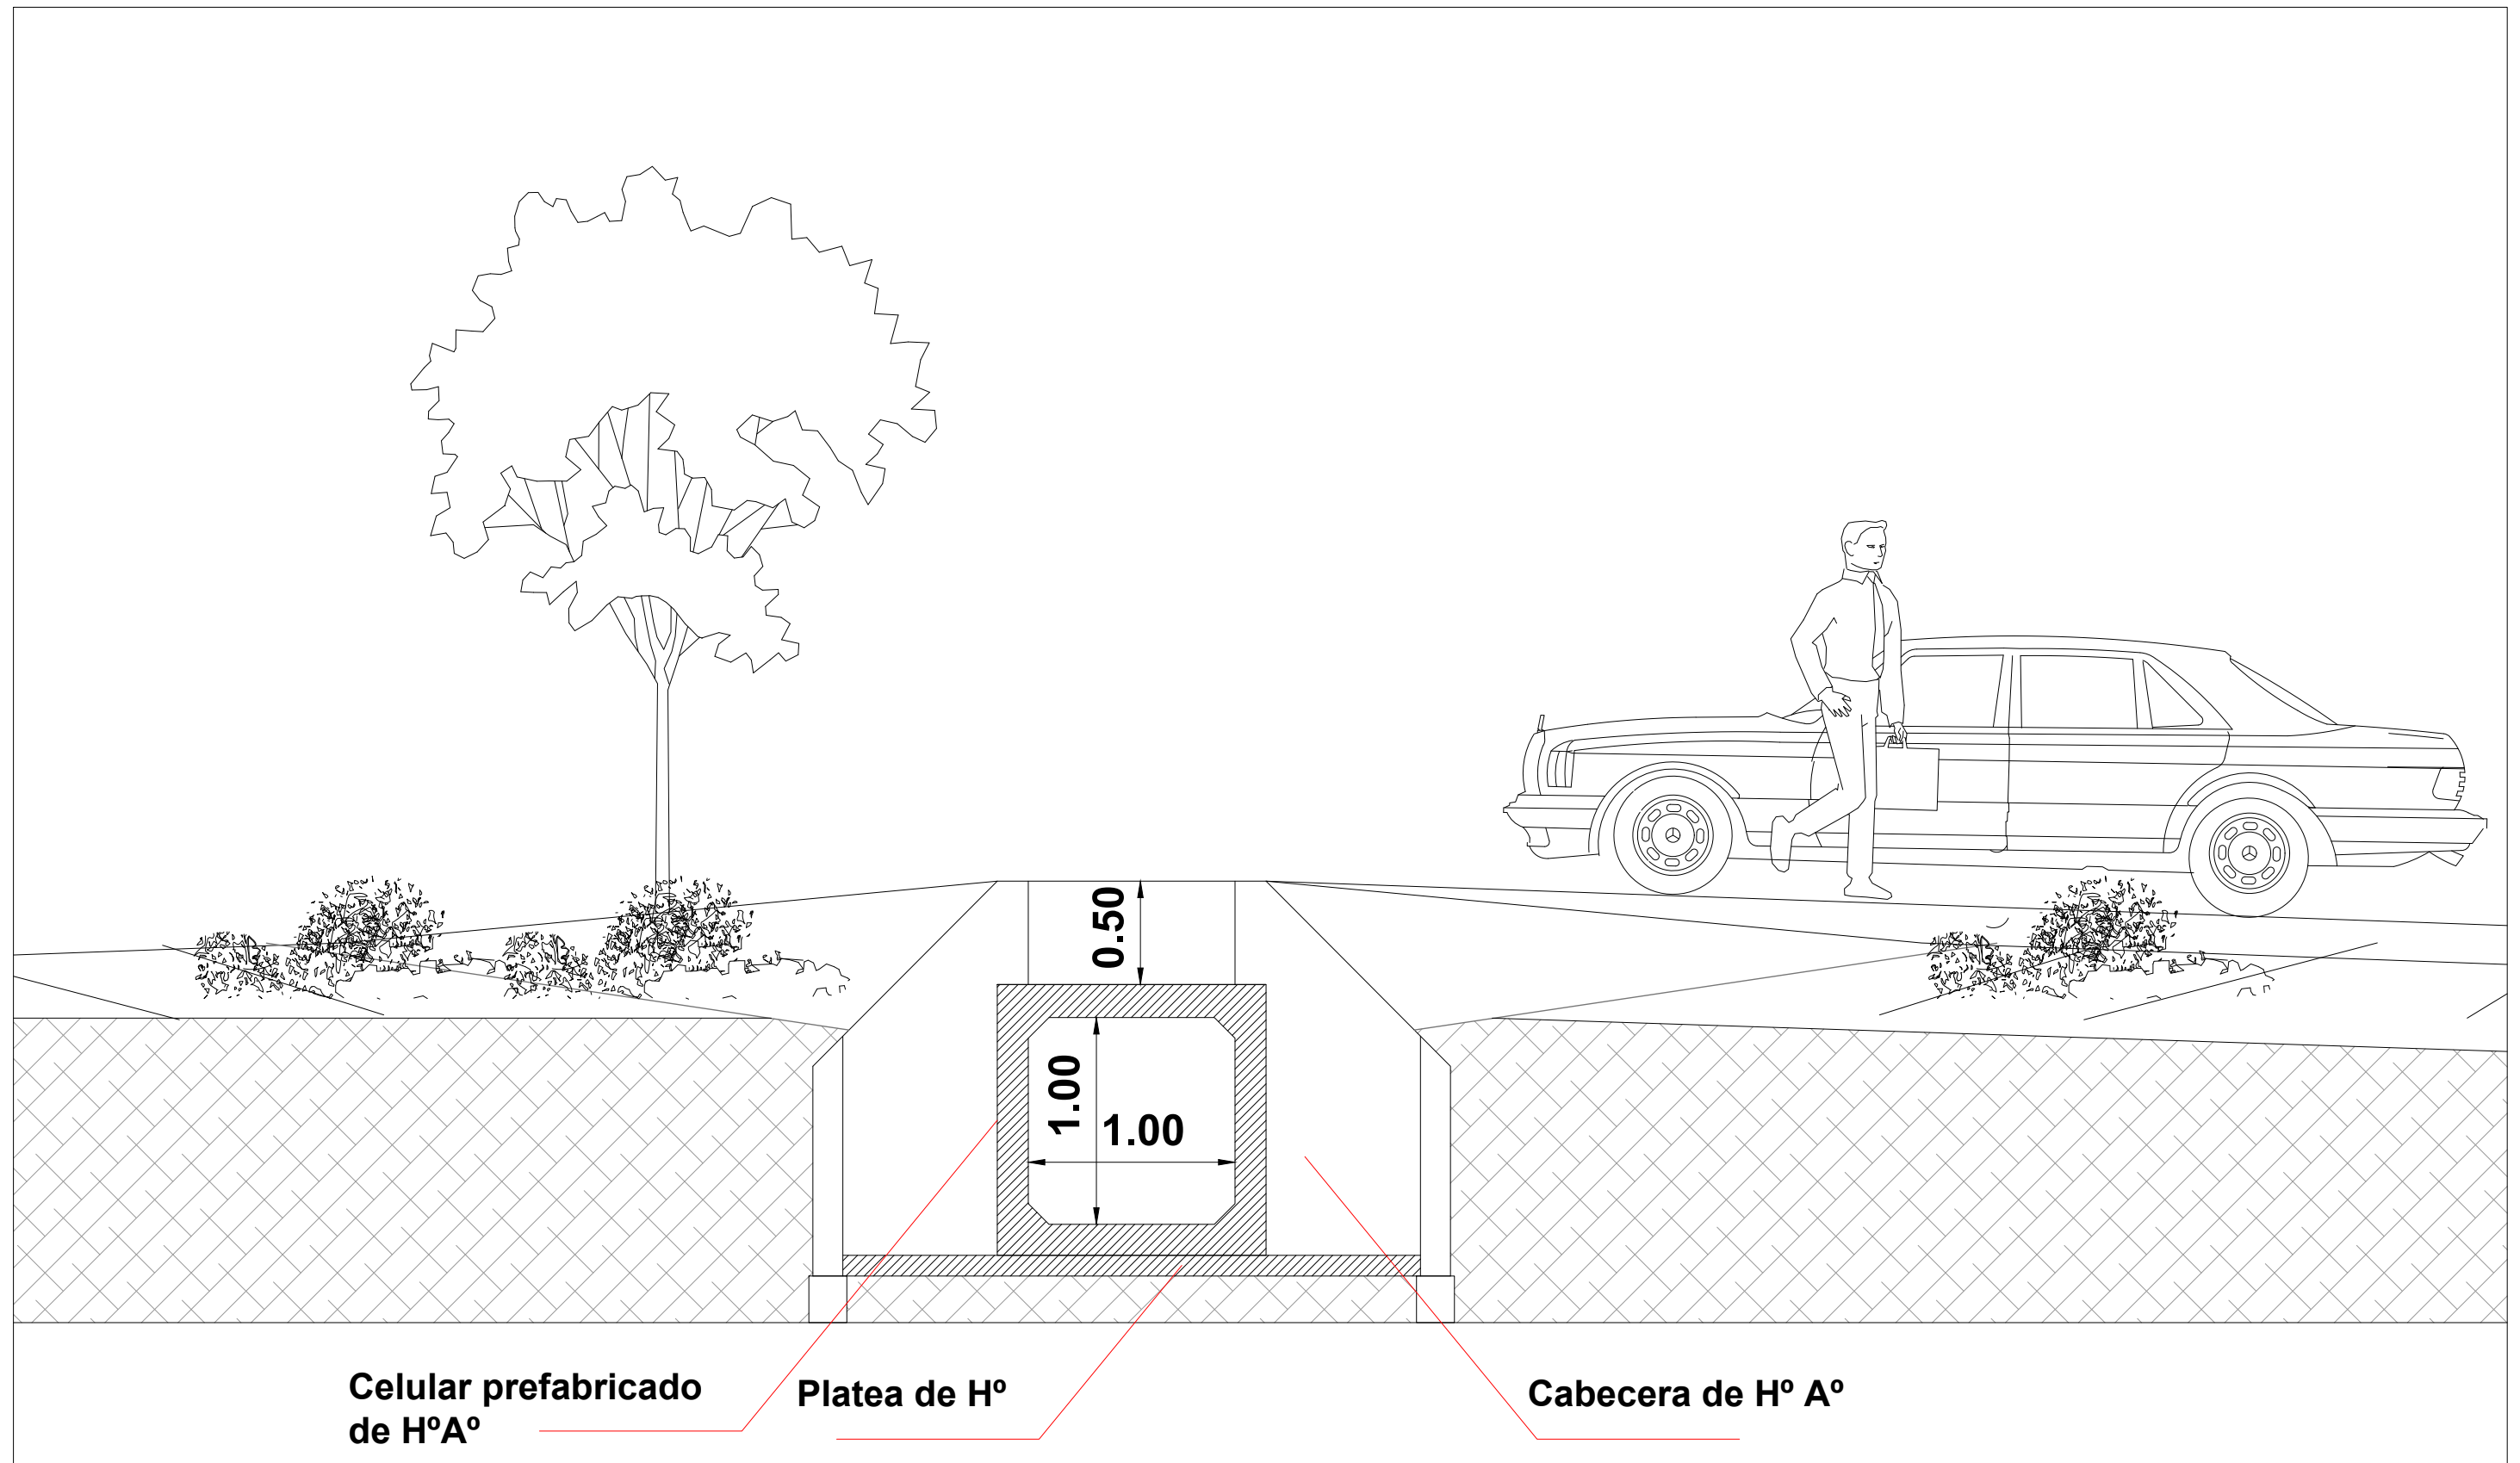 0.50
1.00
1.00
Celular prefabricado
de HºAº
Platea de Hº
Cabecera de Hº Aº